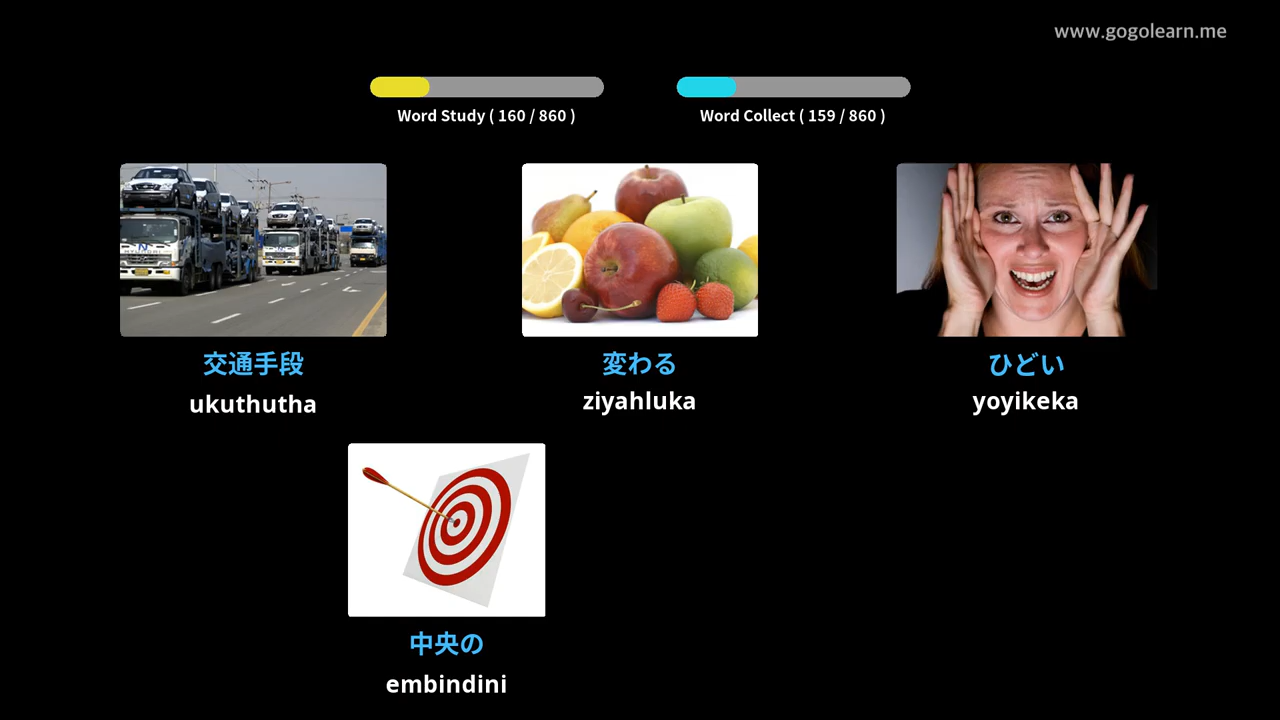 www.gogolearn.me
Word Study ( 160 / 860 )
Word Collect ( 159 / 860 )
交通手段
ukuthutha
変わる
ziyahluka
ひどい
yoyikeka
中央の
embindini